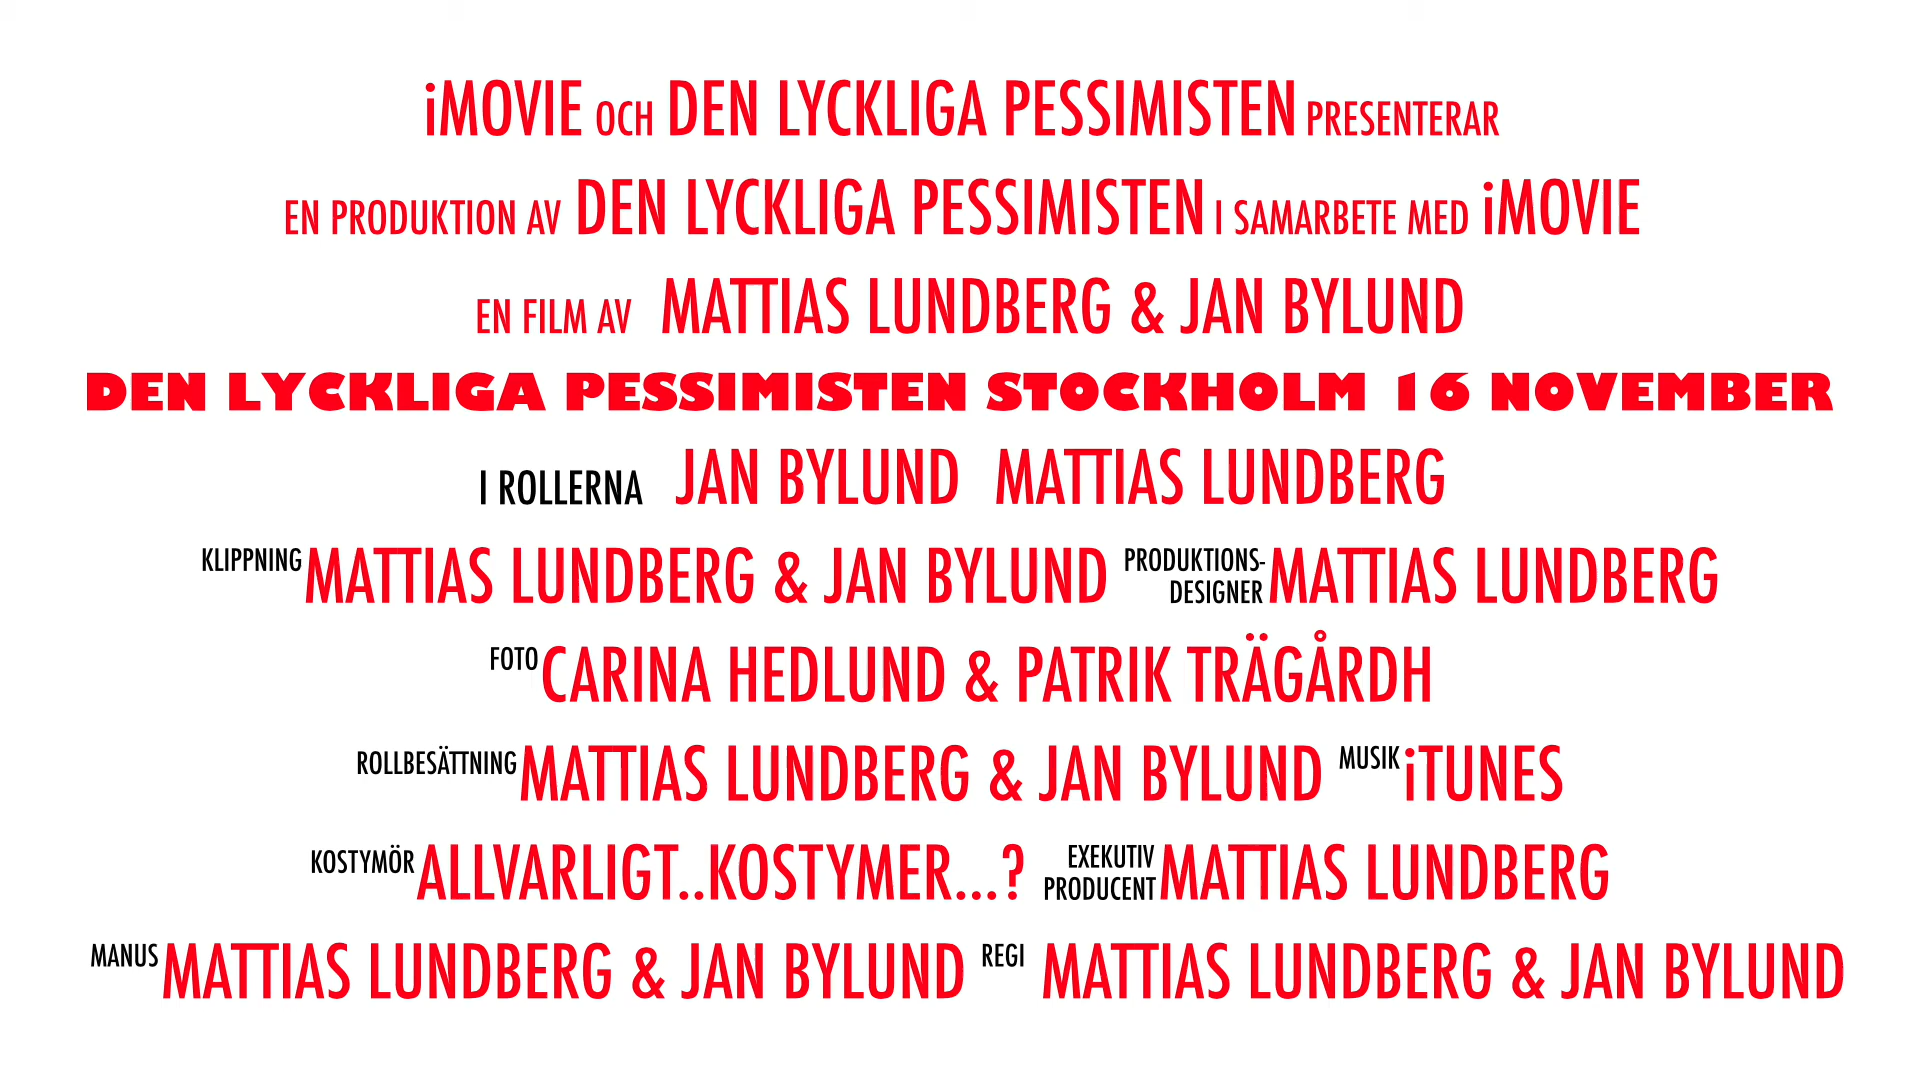 iMOVIE OCH DEN LYCKLIGA PESSIMISTEN PRESENTERAR
EN PRODUKTION AV DEN LYCKLIGA PESSIMISTEN I SAMARBETE MED iMOVIE
EN FILM AV MATTIAS LUNDBERG & JAN BYLUND
DEN LYCKLIGA PESSIMISTEN STOCKHOLM 16 NOVEMBER
I ROLLERNA JAN BYLUND MATTIAS LUNDBERG
KLIPPNING MATTIAS LUNDBERG & JAN BYLUND PRODUKTIONS-DESIGNER MATTIAS LUNDBERG
FOTO CARINA HEDLUND & PATRIK TRÄGÅRDH
ROLLBESÄTTNING MATTIAS LUNDBERG & JAN BYLUND MUSIK iTUNES
KOSTYMÖR ALLVARLIGT..KOSTYMER...? EXEKUTIV PRODUCENT MATTIAS LUNDBERG
MANUS MATTIAS LUNDBERG & JAN BYLUND REGI MATTIAS LUNDBERG & JAN BYLUND